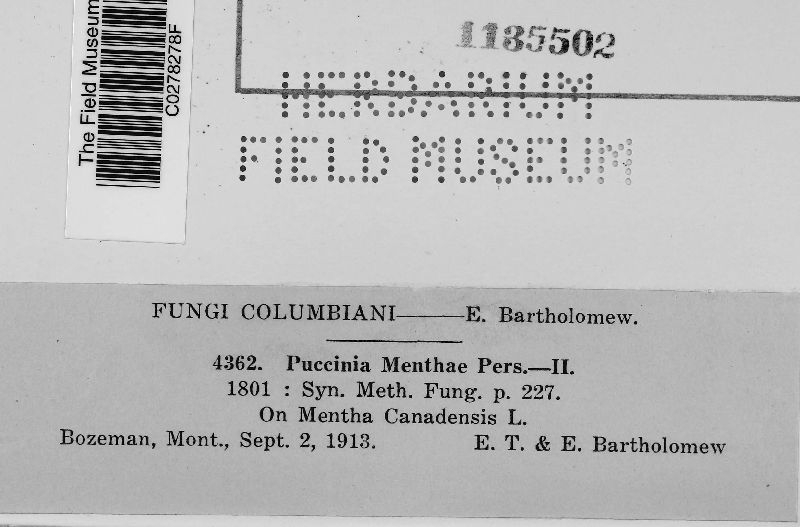 The Field Museum
C0278278F
1185502
HERBARIUM
FIELD MUSEUM
FUNGI COLUMBIANI———E. Bartholomew.
4362. Puccinia Menthae Pers.—II.
1801 : Syn. Meth. Fung. p. 227.
On Mentha Canadensis L.
Bozeman, Mont., Sept. 2, 1913. E. T. & E. Bartholomew